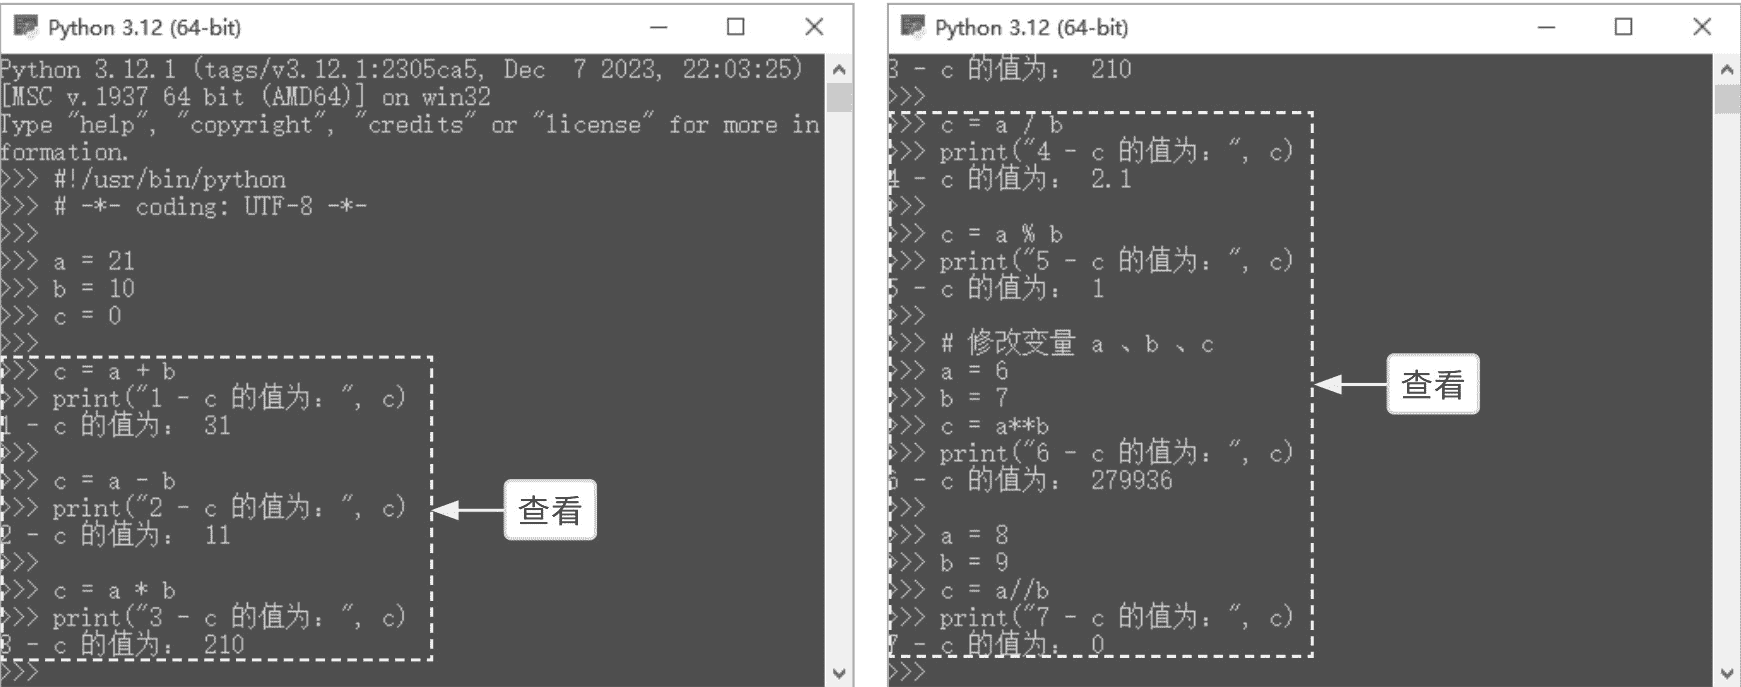 Python 3.12 (64-bit)
Python 3.12.1 (tags/v3.12.1:2305ca5, Dec  7 2023, 22:03:25)
[MSC v.1937 64 bit (AMD64)] on win32
Type "help", "copyright", "credits" or "license" for more in
formation.
>>> #!/usr/bin/python
>>> # -*- coding: UTF-8 -*-
>>>
>>> a = 21
>>> b = 10
>>> c = 0
>>>
>>> c = a + b
>>> print("1 - c 的值为：", c)
1 - c 的值为： 31
>>>
>>> c = a - b
>>> print("2 - c 的值为：", c)
2 - c 的值为： 11
>>>
>>> c = a * b
>>> print("3 - c 的值为：", c)
3 - c 的值为： 210
>>>
查看
Python 3.12 (64-bit)
3 - c 的值为： 210
>>>
>>> c = a / b
>>> print("4 - c 的值为：", c)
4 - c 的值为： 2.1
>>>
>>> c = a % b
>>> print("5 - c 的值为：", c)
5 - c 的值为： 1
>>>
>>> # 修改变量 a 、b 、c
>>> a = 6
>>> b = 7
>>> c = a**b
>>> print("6 - c 的值为：", c)
6 - c 的值为： 279936
>>>
>>> a = 8
>>> b = 9
>>> c = a//b
>>> print("7 - c 的值为：", c)
7 - c 的值为： 0
>>>
查看